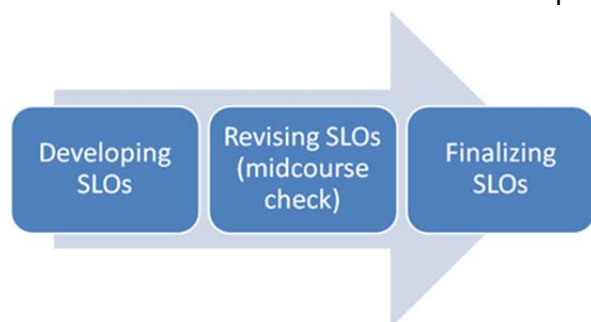 Developing
SLOs
Revising SLOs
(midcourse
check)
Finalizing
SLOs